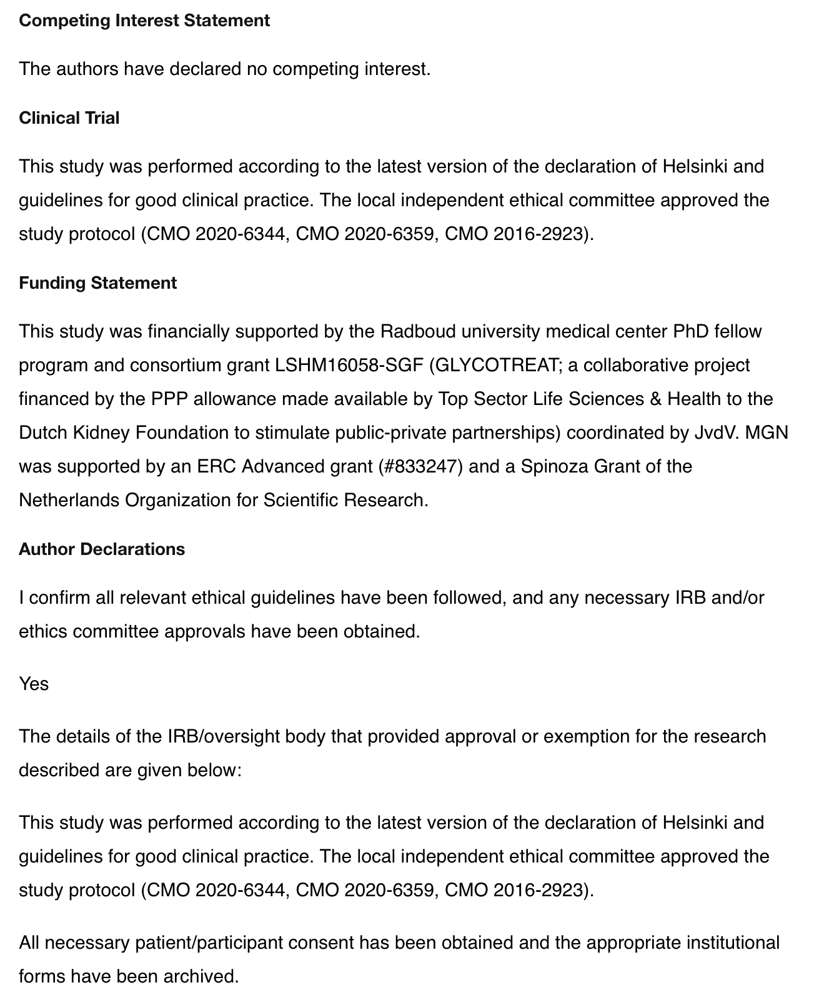 Competing Interest Statement
The authors have declared no competing interest.
Clinical Trial
This study was performed according to the latest version of the declaration of Helsinki and
guidelines for good clinical practice. The local independent ethical committee approved the
study protocol (CMO 2020-6344, CMO 2020-6359, CMO 2016-2923).
Funding Statement
This study was financially supported by the Radboud university medical center PhD fellow
program and consortium grant LSHM16058-SGF (GLYCOTREAT; a collaborative project
financed by the PPP allowance made available by Top Sector Life Sciences & Health to the
Dutch Kidney Foundation to stimulate public-private partnerships) coordinated by JvdV. MGN
was supported by an ERC Advanced grant (#833247) and a Spinoza Grant of the
Netherlands Organization for Scientific Research.
Author Declarations
I confirm all relevant ethical guidelines have been followed, and any necessary IRB and/or
ethics committee approvals have been obtained.
Yes
The details of the IRB/oversight body that provided approval or exemption for the research
described are given below:
This study was performed according to the latest version of the declaration of Helsinki and
guidelines for good clinical practice. The local independent ethical committee approved the
study protocol (CMO 2020-6344, CMO 2020-6359, CMO 2016-2923).
All necessary patient/participant consent has been obtained and the appropriate institutional
forms have been archived.